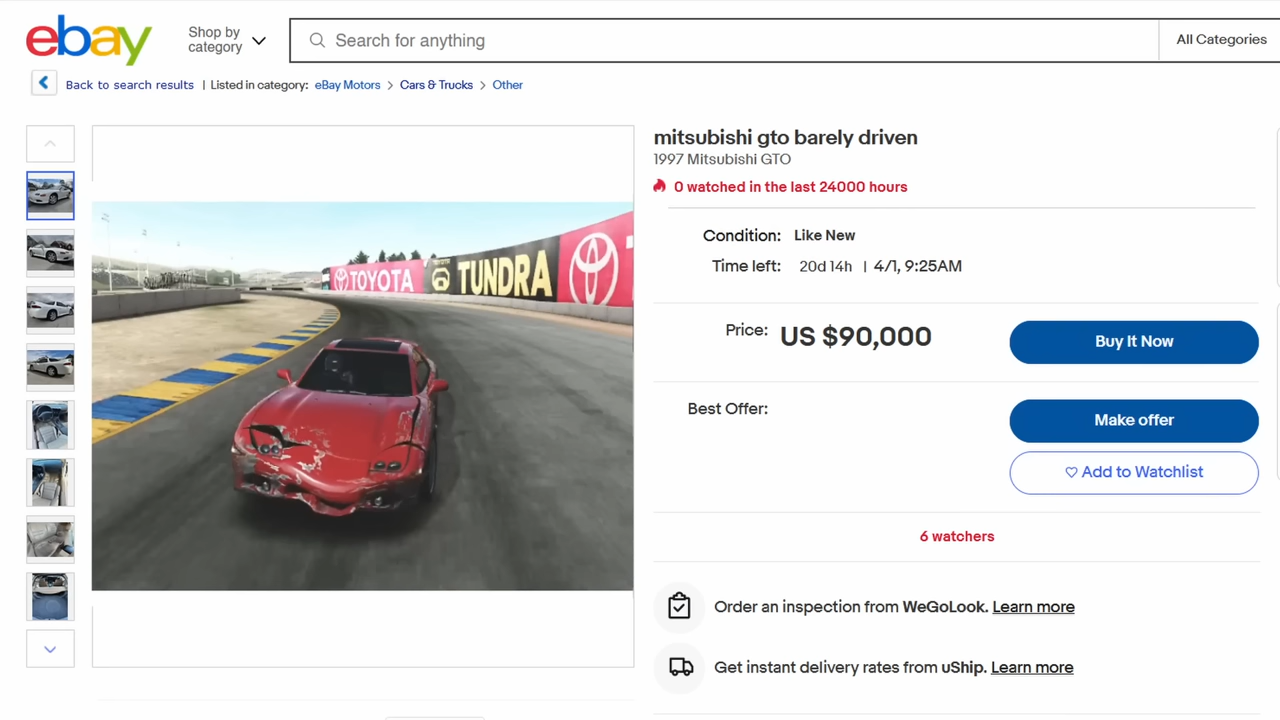 ebay
Shop by
category
Search for anything
All Categories
Back to search results | Listed in category: eBay Motors > Cars & Trucks > Other
mitsubishi gto barely driven
1997 Mitsubishi GTO
0 watched in the last 24000 hours
Condition: Like New
Time left: 20d 14h | 4/1, 9:25AM
TOYOTA
TUNDRA
Price: US $90,000
Buy It Now
Best Offer:
Make offer
Add to Watchlist
6 watchers
Order an inspection from WeGoLook. Learn more
Get instant delivery rates from uShip. Learn more